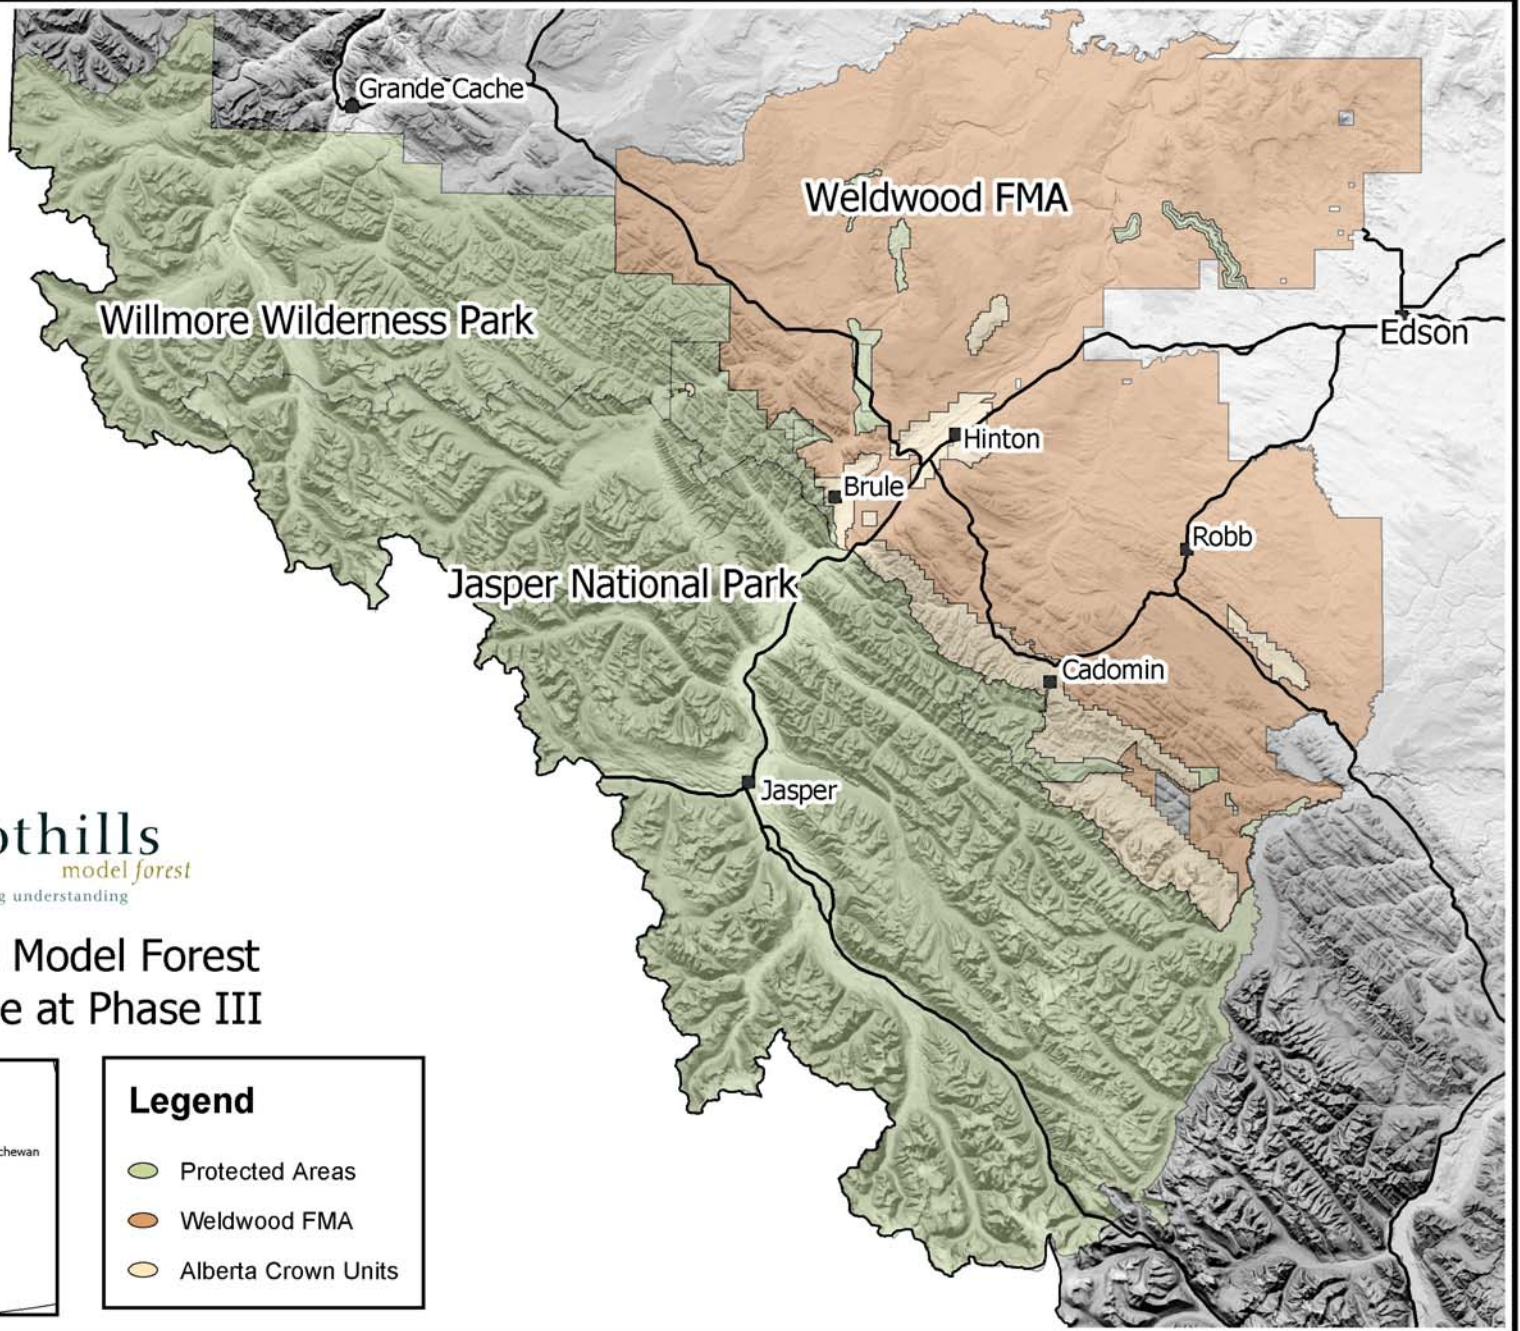 Grande Cache
Weldwood FMA
Willmore Wilderness Park
Edson
Hinton
Brule
Robb
Jasper National Park
Cadomin
Jasper
othills
model forest
g understanding
Model Forest
e at Phase III
chewan
Legend
Protected Areas
Weldwood FMA
Alberta Crown Units